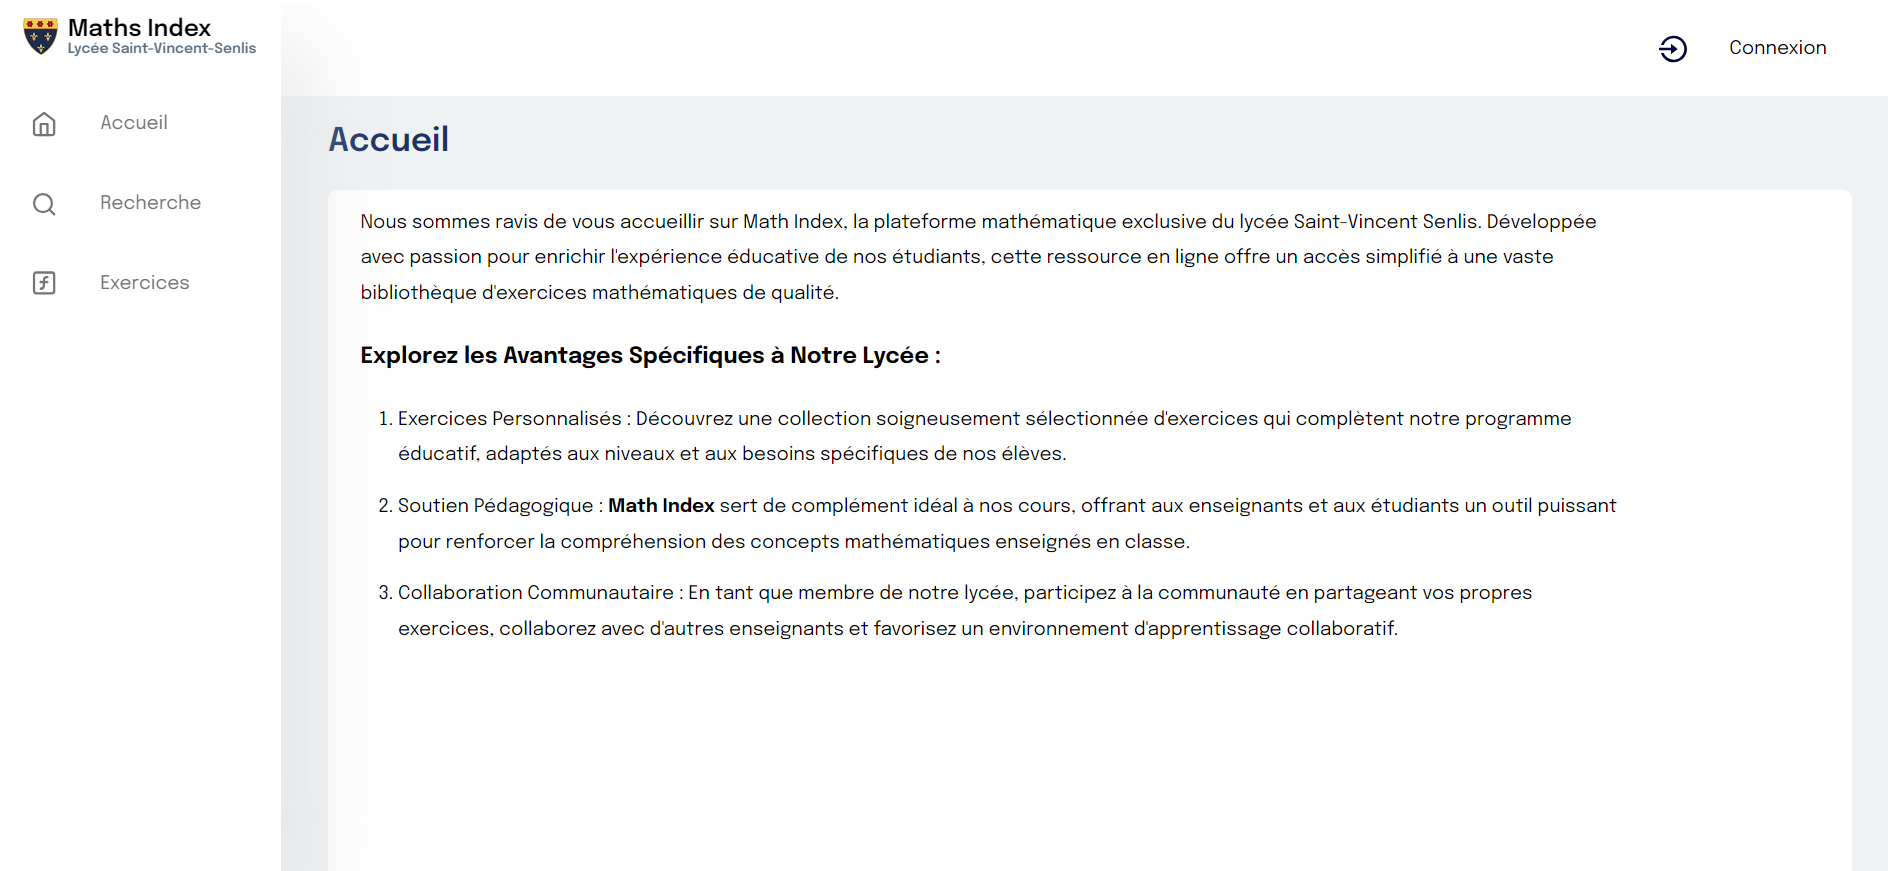 Maths Index
Lycée Saint-Vincent-Senlis
Connexion
Accueil
Recherche
Exercices
Accueil
Nous sommes ravis de vous accueillir sur Math Index, la plateforme mathématique exclusive du lycée Saint-Vincent Senlis. Développée
avec passion pour enrichir l'expérience éducative de nos étudiants, cette ressource en ligne offre un accès simplifié à une vaste
bibliothèque d'exercices mathématiques de qualité.
Explorez les Avantages Spécifiques à Notre Lycée :
1. Exercices Personnalisés : Découvrez une collection soigneusement sélectionnée d'exercices qui complètent notre programme
éducatif, adaptés aux niveaux et aux besoins spécifiques de nos élèves.
2. Soutien Pédagogique : Math Index sert de complément idéal à nos cours, offrant aux enseignants et aux étudiants un outil puissant
pour renforcer la compréhension des concepts mathématiques enseignés en classe.
3. Collaboration Communautaire : En tant que membre de notre lycée, participez à la communauté en partageant vos propres
exercices, collaborez avec d'autres enseignants et favorisez un environnement d'apprentissage collaboratif.